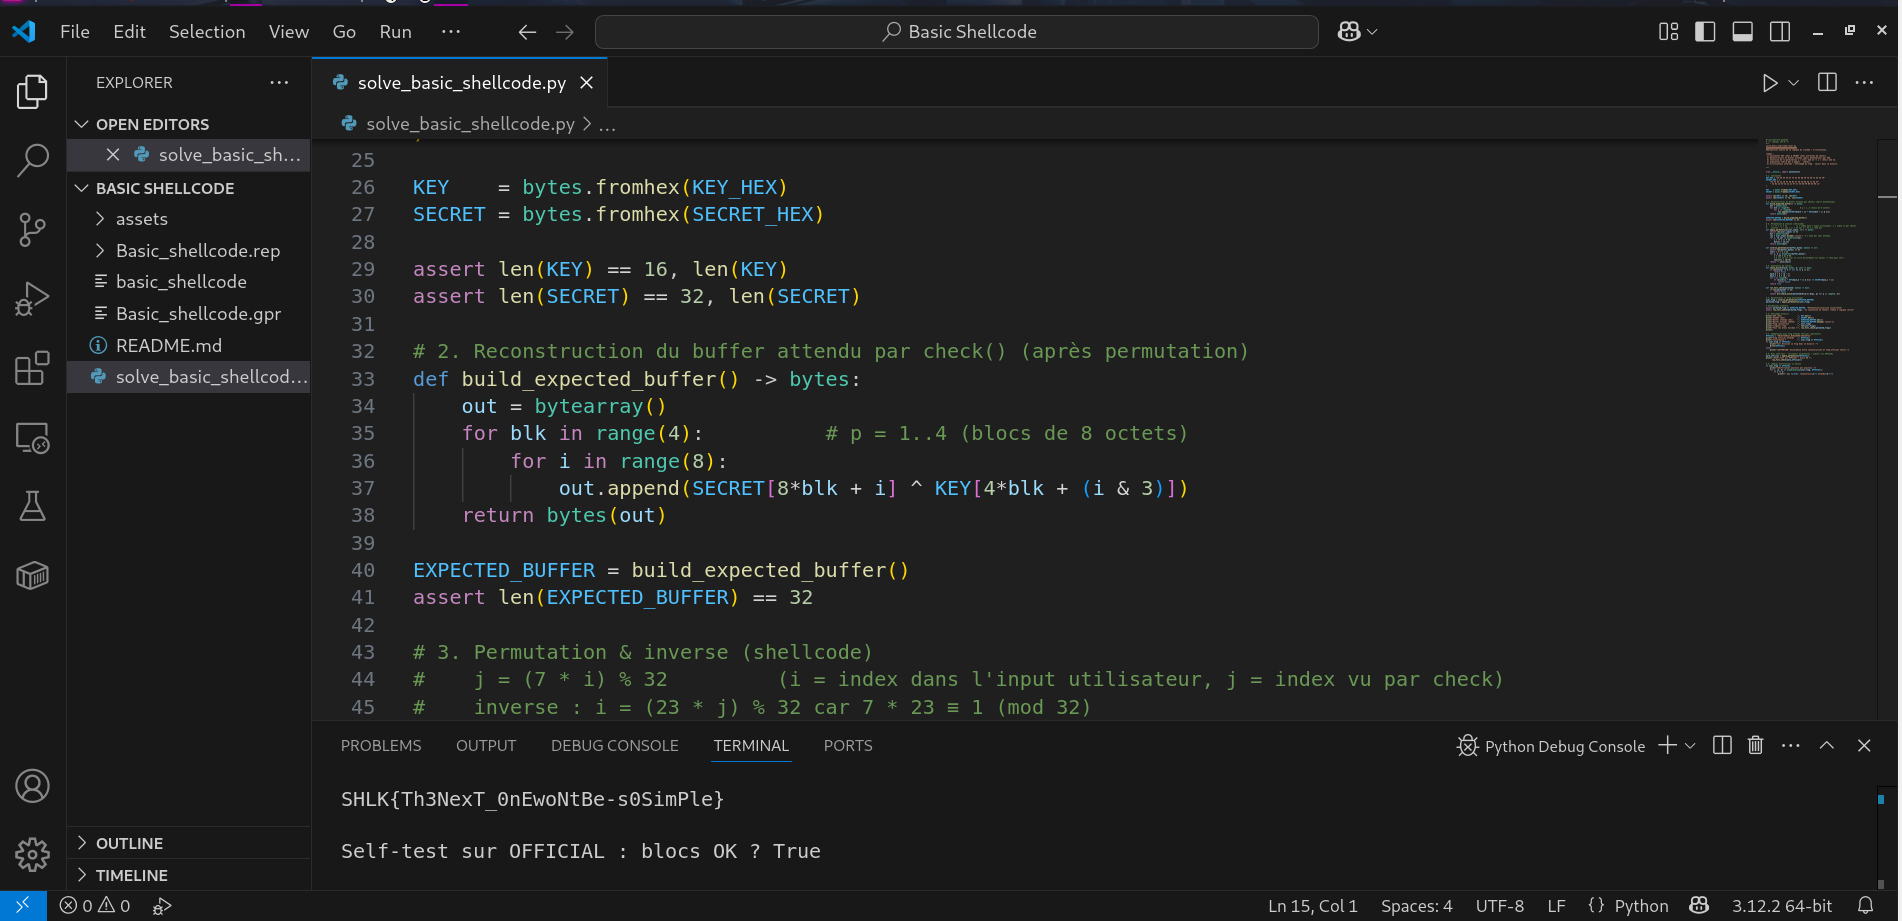 File Edit Selection View Go Run ··· Basic Shellcode
EXPLORER ···
OPEN EDITORS
solve_basic_sh...
BASIC SHELLCODE
assets
Basic_shellcode.rep
basic_shellcode
Basic_shellcode.gpr
README.md
solve_basic_shellcod...
OUTLINE
TIMELINE
solve_basic_shellcode.py
solve_basic_shellcode.py > ...
25
26 KEY    = bytes.fromhex(KEY_HEX)
27 SECRET = bytes.fromhex(SECRET_HEX)
28
29 assert len(KEY) == 16, len(KEY)
30 assert len(SECRET) == 32, len(SECRET)
31
32 # 2. Reconstruction du buffer attendu par check() (après permutation)
33 def build_expected_buffer() -> bytes:
34     out = bytearray()
35     for blk in range(4):          # p = 1..4 (blocs de 8 octets)
36         for i in range(8):
37             out.append(SECRET[8*blk + i] ^ KEY[4*blk + (i & 3)])
38     return bytes(out)
39
40 EXPECTED_BUFFER = build_expected_buffer()
41 assert len(EXPECTED_BUFFER) == 32
42
43 # 3. Permutation & inverse (shellcode)
44 #    j = (7 * i) % 32         (i = index dans l'input utilisateur, j = index vu par check)
45 #    inverse : i = (23 * j) % 32 car 7 * 23 ≡ 1 (mod 32)
PROBLEMS OUTPUT DEBUG CONSOLE TERMINAL PORTS
Python Debug Console
SHLK{Th3NexT_0nEwoNtBe-s0SimPle}
Self-test sur OFFICIAL : blocs OK ? True
0 0
Ln 15, Col 1 Spaces: 4 UTF-8 LF {} Python 3.12.2 64-bit